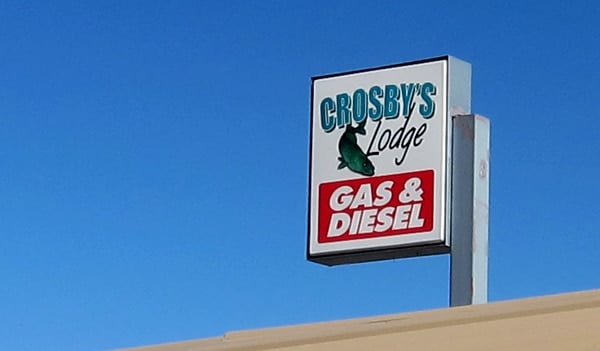 CROSBY'S
Lodge
GAS &
DIESEL